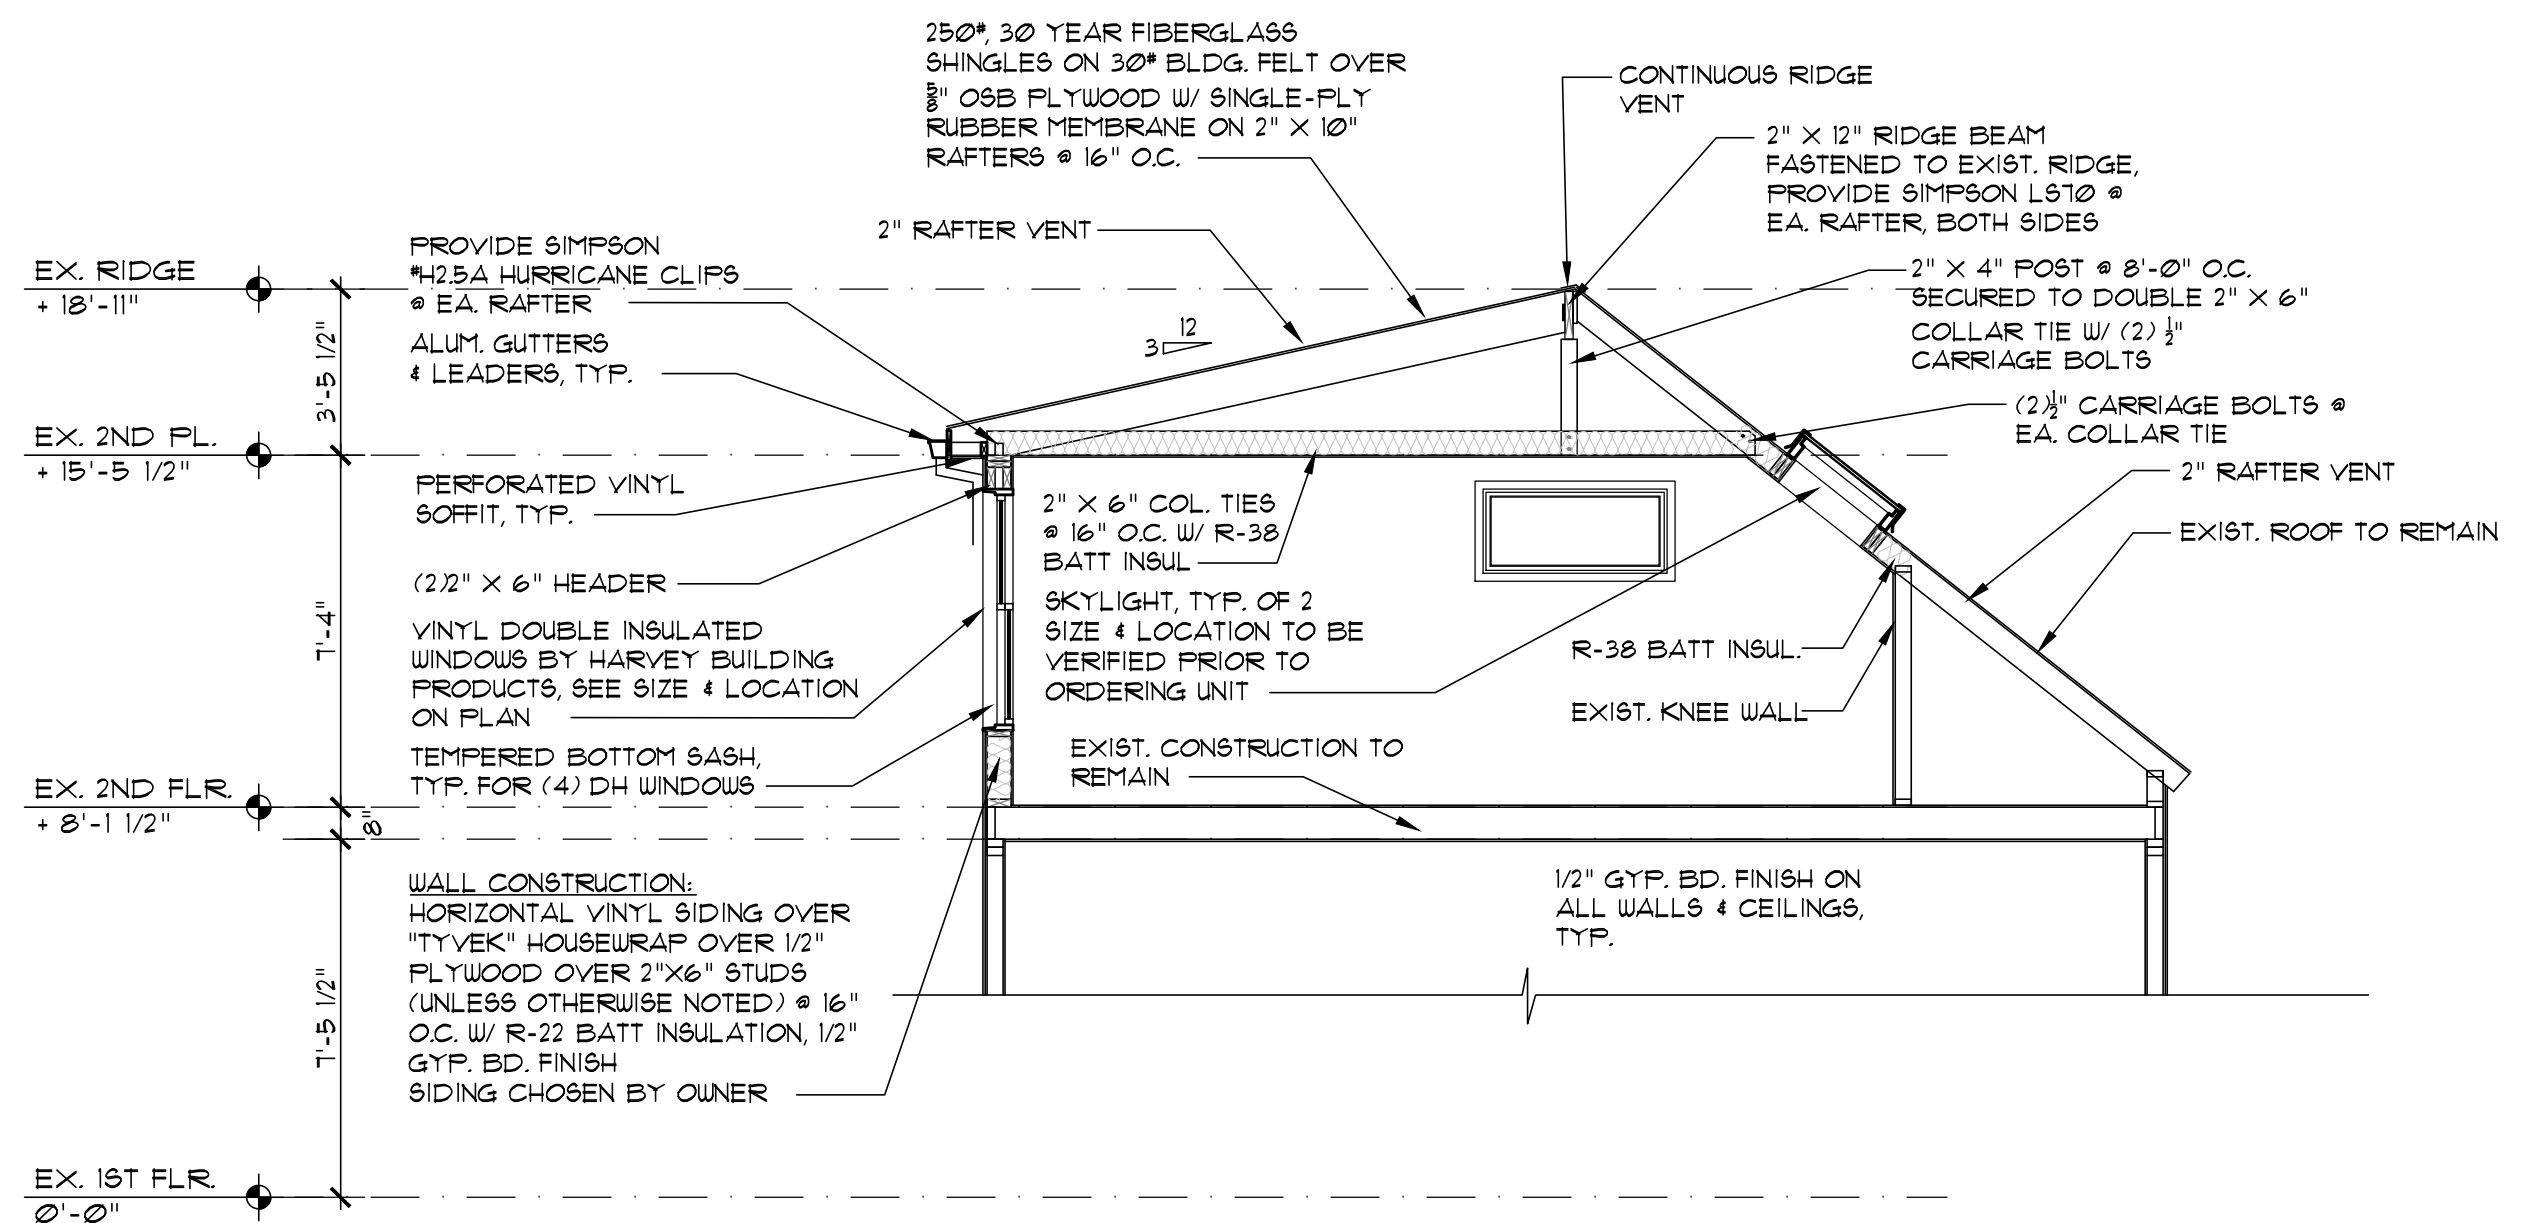 250#, 30 YEAR FIBERGLASS
SHINGLES ON 30# BLDG. FELT OVER
5/8" OSB PLYWOOD W/ SINGLE-PLY
RUBBER MEMBRANE ON 2" X 10"
RAFTERS @ 16" O.C.
CONTINUOUS RIDGE
VENT
2" X 12" RIDGE BEAM
FASTENED TO EXIST. RIDGE,
PROVIDE SIMPSON LS70 @
EA. RAFTER, BOTH SIDES
2" RAFTER VENT
PROVIDE SIMPSON
#H2.5A HURRICANE CLIPS
@ EA. RAFTER
EX. RIDGE
+ 18'-11"
2" X 4" POST @ 8'-0" O.C.
SECURED TO DOUBLE 2" X 6"
COLLAR TIE W/ (2) 1/2"
CARRIAGE BOLTS
3'-5 1/2"
12
3
ALUM. GUTTERS
& LEADERS, TYP.
(2)1/2" CARRIAGE BOLTS @
EA. COLLAR TIE
EX. 2ND PL.
+ 15'-5 1/2"
2" RAFTER VENT
PERFORATED VINYL
SOFFIT, TYP.
2" X 6" COL. TIES
@ 16" O.C. W/ R-38
BATT INSUL
EXIST. ROOF TO REMAIN
(2)2" X 6" HEADER
SKYLIGHT, TYP. OF 2
SIZE & LOCATION TO BE
VERIFIED PRIOR TO
ORDERING UNIT
7'-4"
VINYL DOUBLE INSULATED
WINDOWS BY HARVEY BUILDING
PRODUCTS, SEE SIZE & LOCATION
ON PLAN
R-38 BATT INSUL.
EXIST. KNEE WALL
TEMPERED BOTTOM SASH,
TYP. FOR (4) DH WINDOWS
EXIST. CONSTRUCTION TO
REMAIN
EX. 2ND FLR.
+ 8'-1 1/2"
8"
WALL CONSTRUCTION:
HORIZONTAL VINYL SIDING OVER
"TYVEK" HOUSEWRAP OVER 1/2"
PLYWOOD OVER 2"X6" STUDS
(UNLESS OTHERWISE NOTED) @ 16"
O.C. W/ R-22 BATT INSULATION, 1/2"
GYP. BD. FINISH
SIDING CHOSEN BY OWNER
1/2" GYP. BD. FINISH ON
ALL WALLS & CEILINGS,
TYP.
7'-5 1/2"
EX. 1ST FLR.
0'-0"